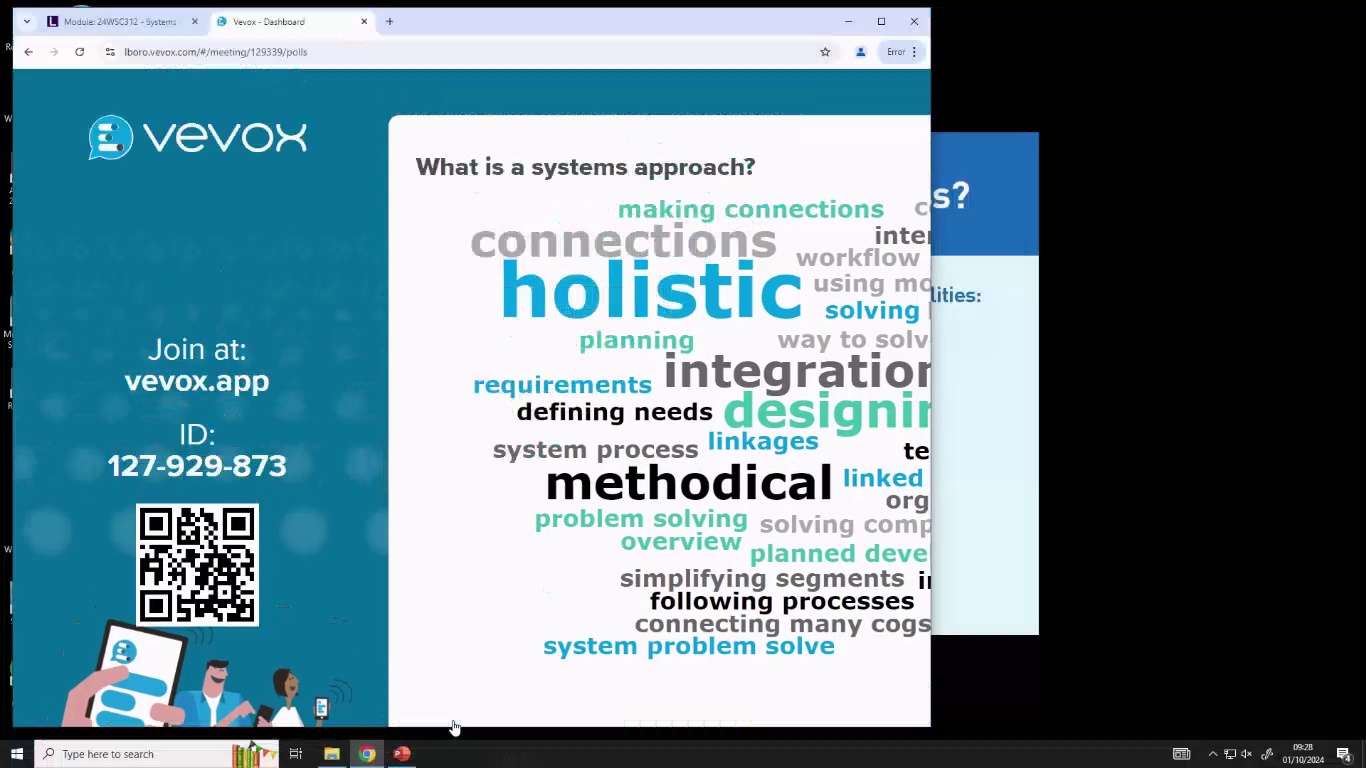 Module: 24WSC312 - Systems
Vevox - Dashboard
lboro.vevox.com/#/meeting/129339/polls
Error
vevox
Join at:
vevox.app
ID:
127-929-873
What is a systems approach?
making connections
connections
inter
workflow
holistic
using mo
solving
planning
way to solv
integration
requirements
defining needs
designin
system process
linkages
te
methodical
linked
org
problem solving
solving comp
overview
planned deve
simplifying segments
following processes
connecting many cogs
system problem solve
s?
lities:
Type here to search
09:28
01/10/2024
4